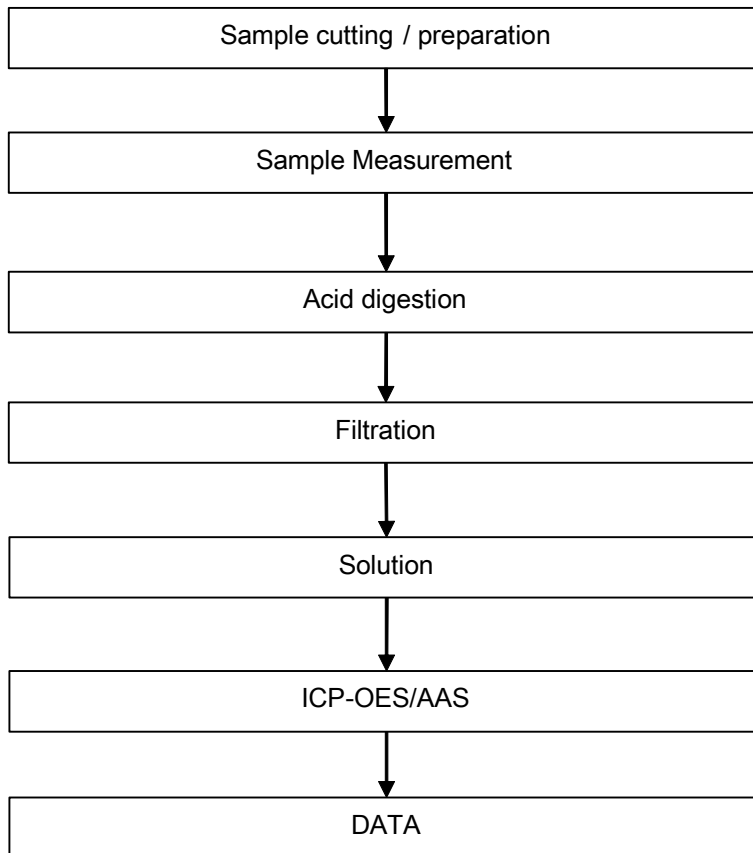 Sample cutting / preparation
Sample Measurement
Acid digestion
Filtration
Solution
ICP-OES/AAS
DATA